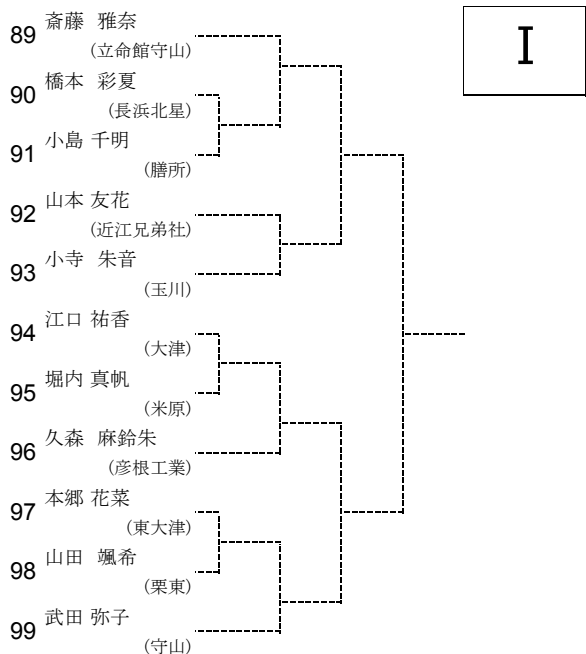 I
89 斎藤 雅奈
(立命館守山)
90 橋本 彩夏
(長浜北星)
91 小島 千明
(膳所)
92 山本 友花
(近江兄弟社)
93 小寺 朱音
(玉川)
94 江口 祐香
(大津)
95 堀内 真帆
(米原)
96 久森 麻鈴朱
(彦根工業)
97 本郷 花菜
(東大津)
98 山田 颯希
(栗東)
99 武田 弥子
(守山)